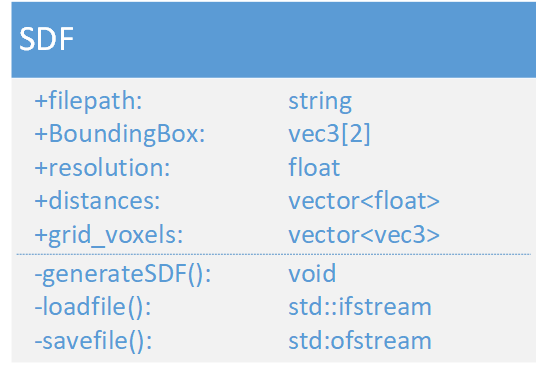 SDF
+filepath: string
+BoundingBox: vec3[2]
+resolution: float
+distances: vector<float>
+grid_voxels: vector<vec3>
-generateSDF(): void
-loadfile(): std::ifstream
-savefile(): std:ofstream